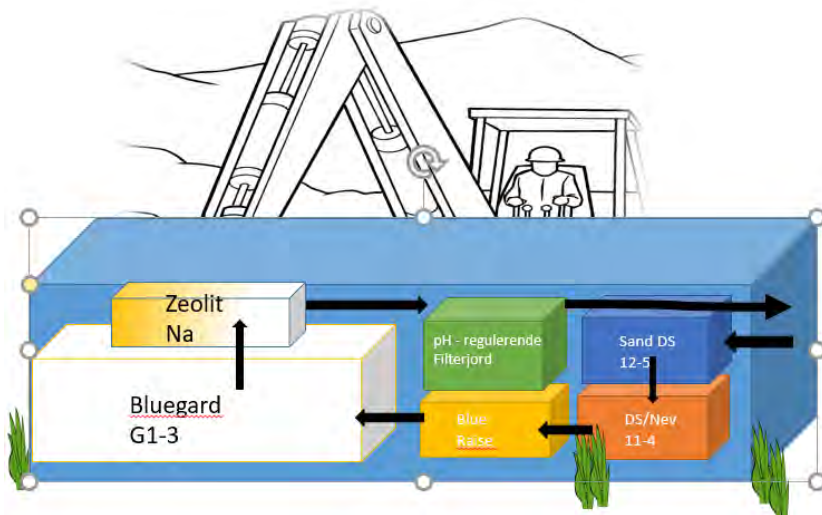 Zeolit
Na
pH - regulerende
Filterjord
Sand DS
12-5
Bluegard
G1-3
Blue
Raise
DS/Nev
11-4